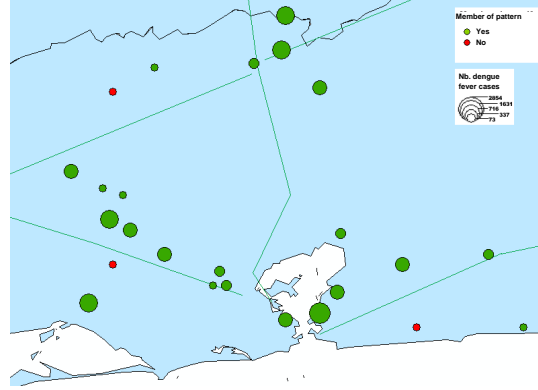 Member of pattern
Yes
No
Nb. dengue
fever cases
2854
1631
716
337
73